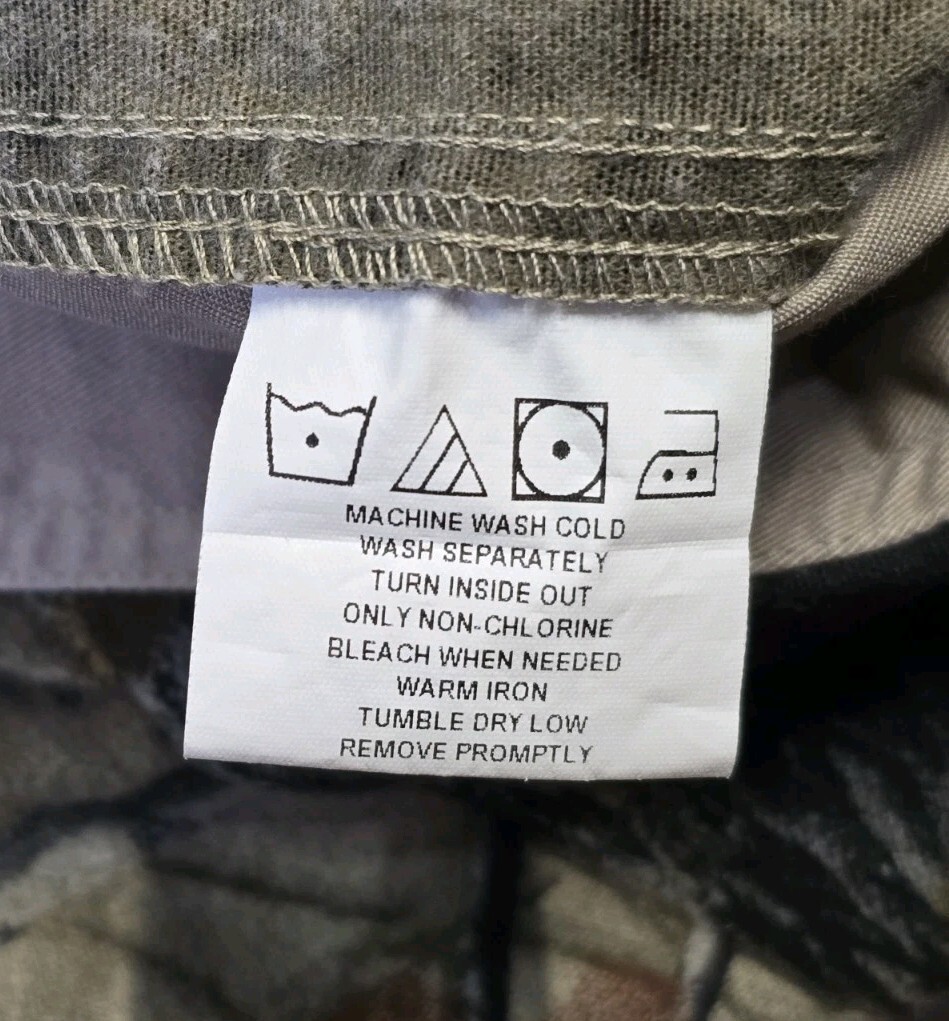 MACHINE WASH COLD
WASH SEPARATELY
TURN INSIDE OUT
ONLY NON-CHLORINE
BLEACH WHEN NEEDED
WARM IRON
TUMBLE DRY LOW
REMOVE PROMPTLY